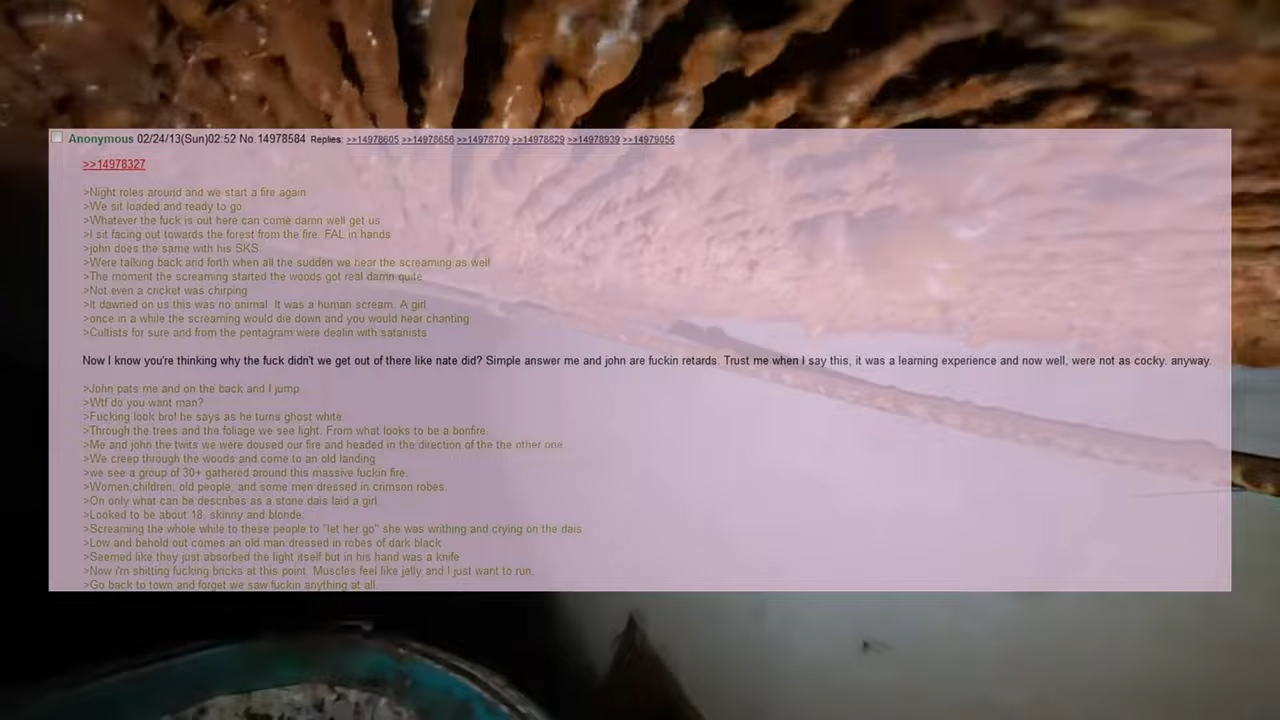 Anonymous 02/24/13(Sun)02:52 No.14978584 Replies: >>14978605 >>14978656 >>14978709 >>14978829 >>14978939 >>14979056
>>14978327
>Night roles around and we start a fire again
>We sit loaded and ready to go
>Whatever the fuck is out here can come damn well get us
>I sit facing out towards the forest from the fire. FAL in hands
>john does the same with his SKS
>Were talking back and forth when all the sudden we hear the screaming as well
>The moment the screaming started the woods got real damn quite
>Not even a cricket was chirping
>It dawned on us this was no animal. It was a human scream. A girl
>once in a while the screaming would die down and you would hear chanting
>Cultists for sure and from the pentagram were dealin with satanists
Now I know you're thinking why the fuck didn't we get out of there like nate did? Simple answer me and john are fuckin retards. Trust me when I say this, it was a learning experience and now well, were not as cocky. anyway.
>John pats me and on the back and I jump
>Wtf do you want man?
>Fucking look bro! he says as he turns ghost white
>Through the trees and the foliage we see light. From what looks to be a bonfire.
>Me and john the twits we were doused our fire and headed in the direction of the the other one
>We creep through the woods and come to an old landing
>we see a group of 30+ gathered around this massive fuckin fire.
>Women,children, old people, and some men dressed in crimson robes.
>On only what can be describes as a stone dais laid a girl
>Looked to be about 18, skinny and blonde.
>Screaming the whole while to these people to "let her go" she was writhing and crying on the dais
>Low and behold out comes an old man dressed in robes of dark black
>Seemed like they just absorbed the light itself but in his hand was a knife
>Now i'm shitting fucking bricks at this point. Muscles feel like jelly and I just want to run,
>Go back to town and forget we saw fuckin anything at all.